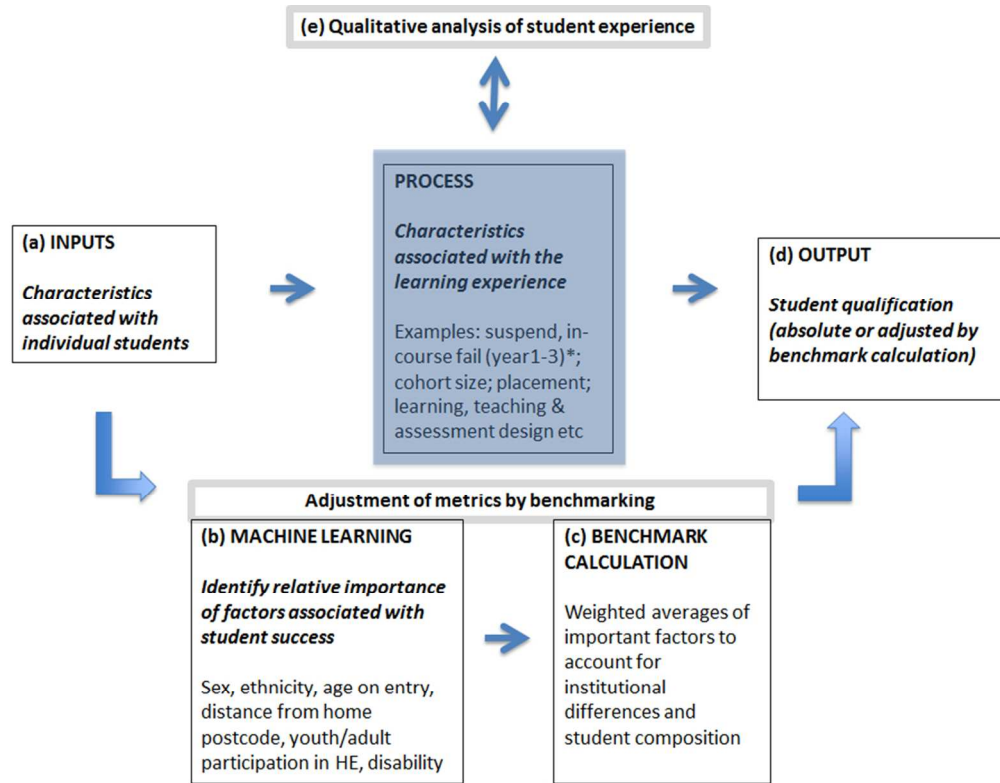 (e) Qualitative analysis of student experience
(a) INPUTS
Characteristics
associated with
individual students
PROCESS
Characteristics
associated with the
learning experience
Examples: suspend, in-
course fail (year1-3)*;
cohort size; placement;
learning, teaching &
assessment design etc
(d) OUTPUT
Student qualification
(absolute or adjusted by
benchmark calculation)
Adjustment of metrics by benchmarking
(b) MACHINE LEARNING
Identify relative importance
of factors associated with
student success
Sex, ethnicity, age on entry,
distance from home
postcode, youth/adult
participation in HE, disability
(c) BENCHMARK
CALCULATION
Weighted averages of
important factors to
account for
institutional
differences and
student composition